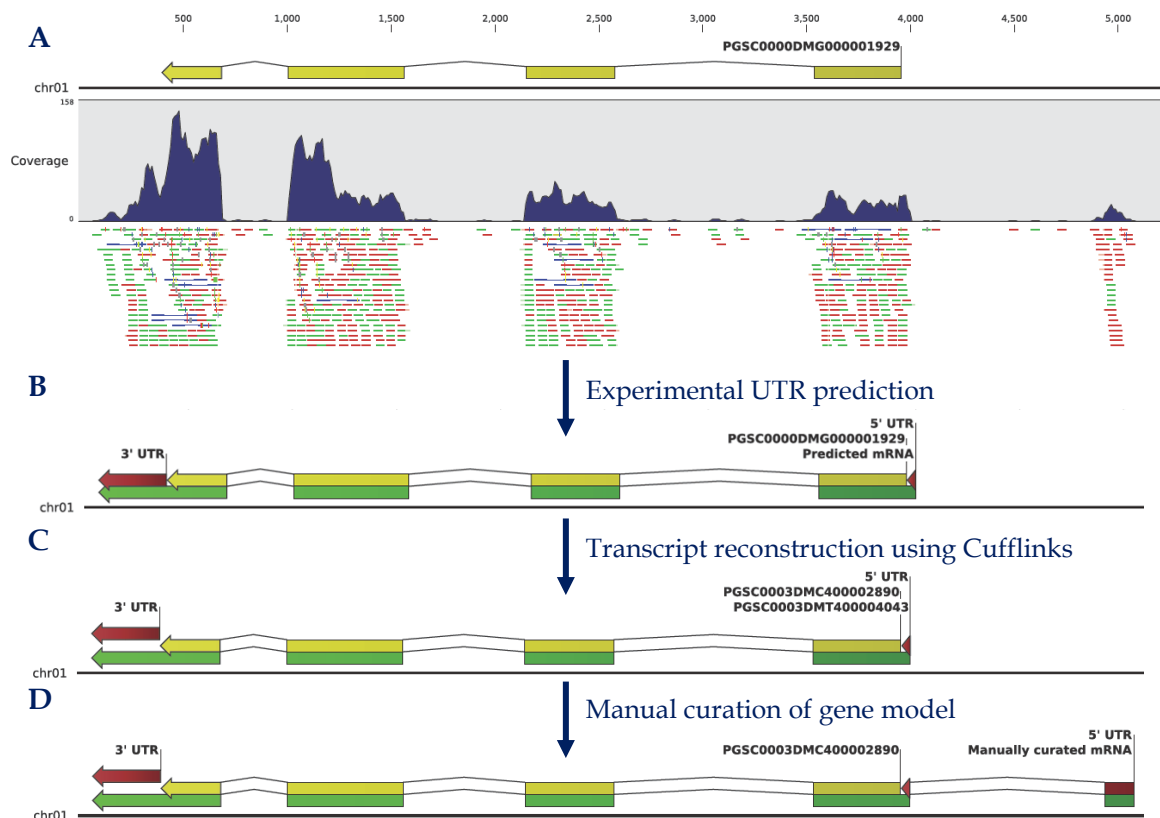 500 1,000 1,500 2,000 2,500 3,000 3,500 4,000 4,500 5,000
A
PGSC0000DMG000001929
chr01
158
Coverage
0
B
Experimental UTR prediction
5' UTR
PGSC0000DMG000001929
3' UTR
Predicted mRNA
chr01
C
Transcript reconstruction using Cufflinks
5' UTR
PGSC0003DMC400002890
3' UTR
PGSC0003DMT400004043
chr01
D
Manual curation of gene model
5' UTR
3' UTR
PGSC0003DMC400002890
Manually curated mRNA
chr01